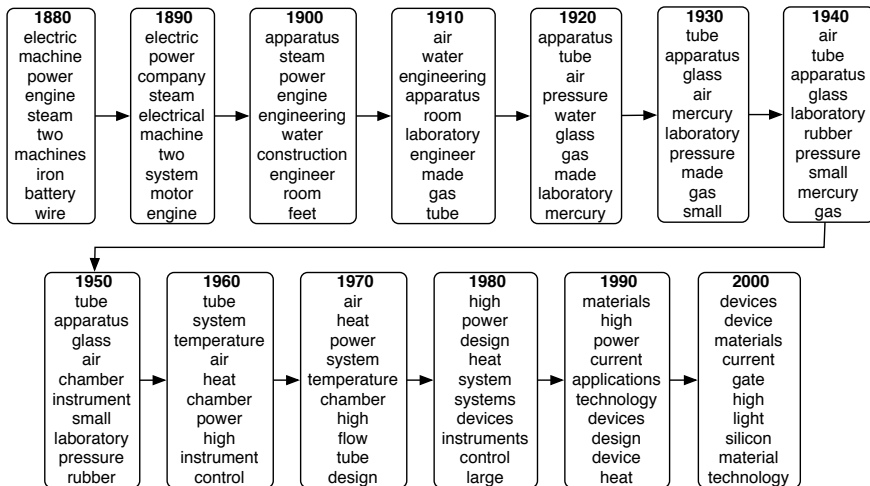 1880
electric
machine
power
engine
steam
two
machines
iron
battery
wire
1890
electric
power
company
steam
electrical
machine
two
system
motor
engine
1900
apparatus
steam
power
engine
engineering
water
construction
engineer
room
feet
1910
air
water
engineering
apparatus
room
laboratory
engineer
made
gas
tube
1920
apparatus
tube
air
pressure
water
glass
gas
made
laboratory
mercury
1930
tube
apparatus
glass
air
mercury
laboratory
pressure
made
gas
small
1940
air
tube
apparatus
glass
laboratory
rubber
pressure
small
mercury
gas
1950
tube
apparatus
glass
air
chamber
instrument
small
laboratory
pressure
rubber
1960
tube
system
temperature
air
heat
chamber
power
high
instrument
control
1970
air
heat
power
system
temperature
chamber
high
flow
tube
design
1980
high
power
design
heat
system
systems
devices
instruments
control
large
1990
materials
high
power
current
applications
technology
devices
design
device
heat
2000
devices
device
materials
current
gate
high
light
silicon
material
technology